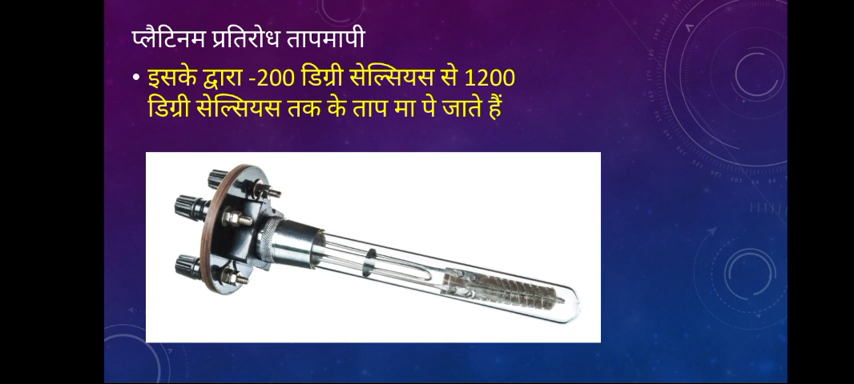 प्लैटिनम प्रतिरोध तापमापी
• इसके द्वारा -200 डिग्री सेल्सियस से 1200
डिग्री सेल्सियस तक के ताप मा पे जाते हैं